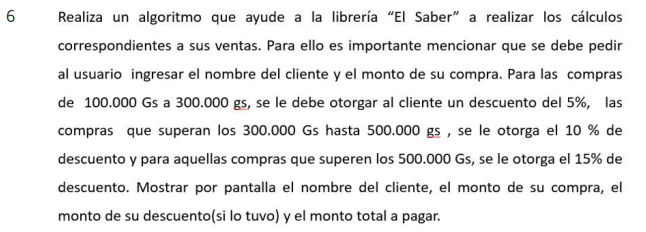 6 Realiza un algoritmo que ayude a la librería “El Saber” a realizar los cálculos
correspondientes a sus ventas. Para ello es importante mencionar que se debe pedir
al usuario ingresar el nombre del cliente y el monto de su compra. Para las compras
de 100.000 Gs a 300.000 gs, se le debe otorgar al cliente un descuento del 5%, las
compras que superan los 300.000 Gs hasta 500.000 gs , se le otorga el 10 % de
descuento y para aquellas compras que superen los 500.000 Gs, se le otorga el 15% de
descuento. Mostrar por pantalla el nombre del cliente, el monto de su compra, el
monto de su descuento(si lo tuvo) y el monto total a pagar.